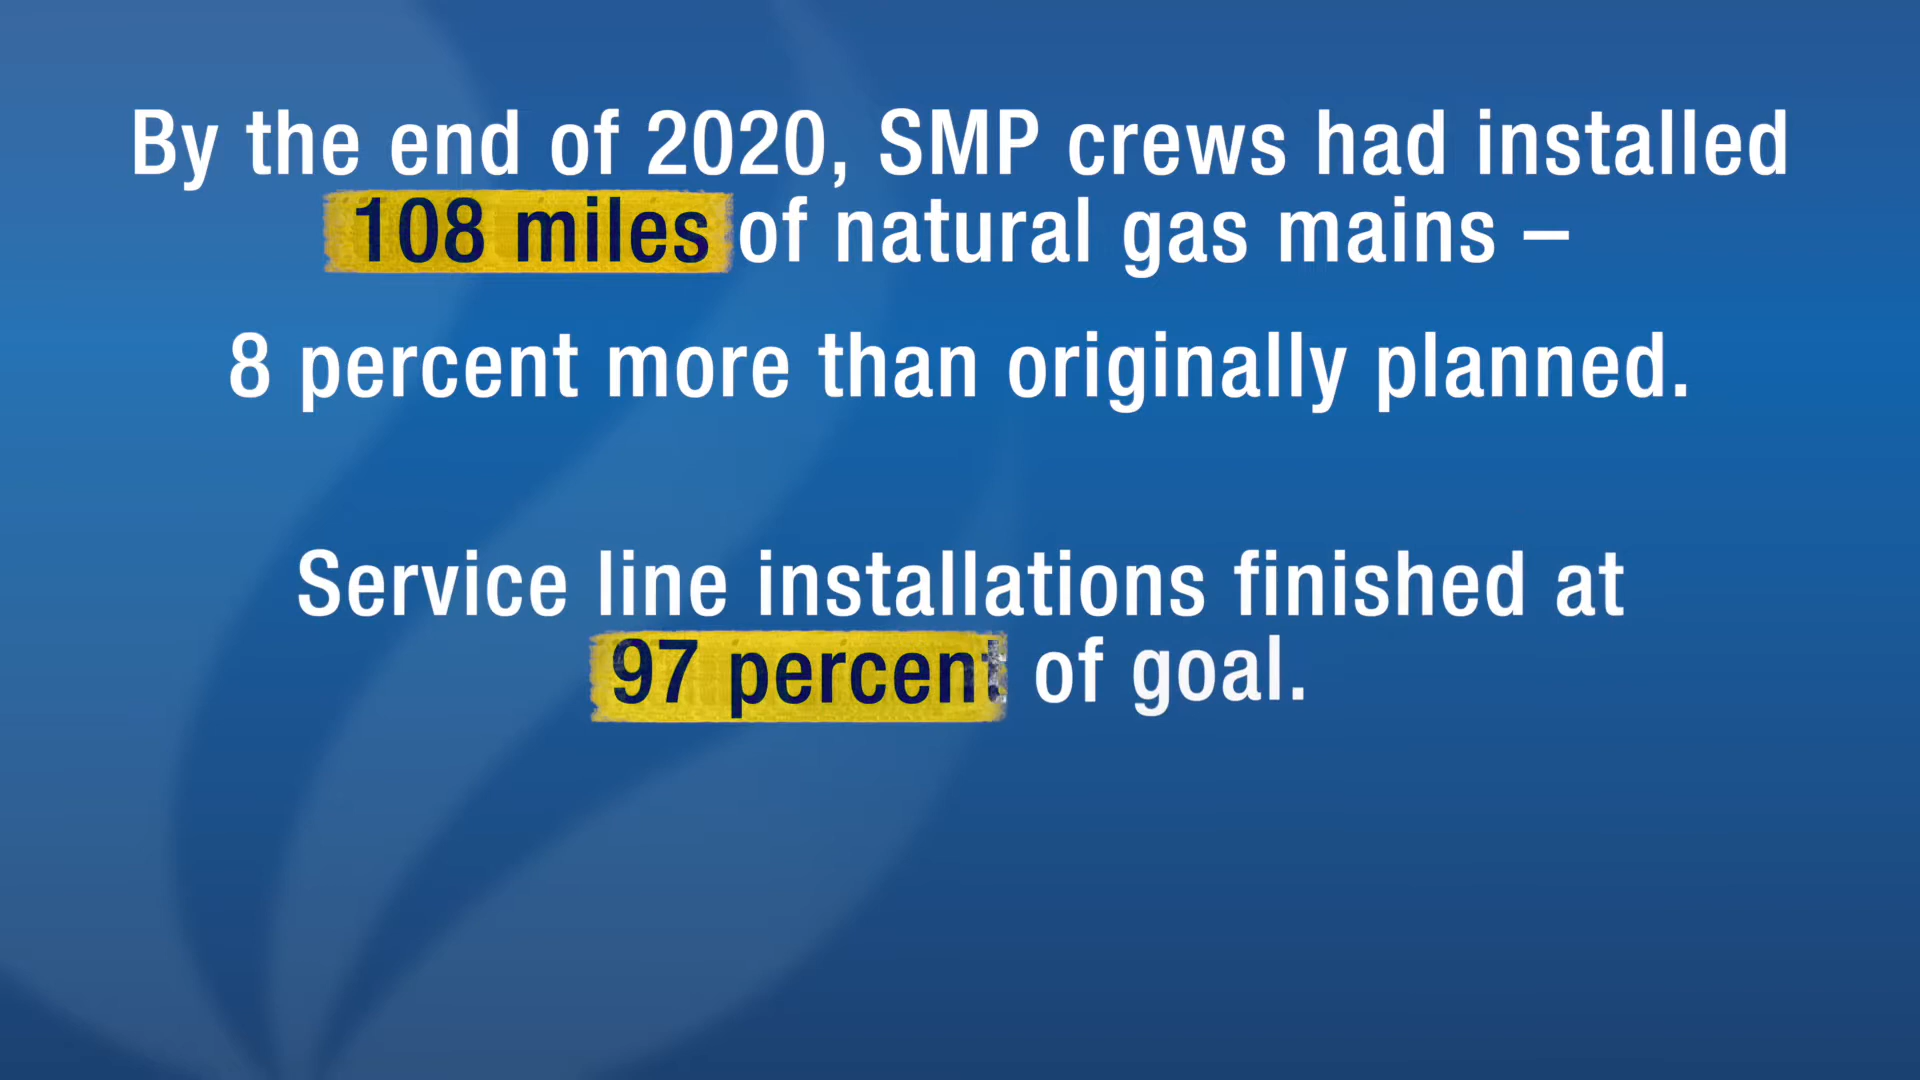 By the end of 2020, SMP crews had installed
108 miles of natural gas mains –
8 percent more than originally planned.
Service line installations finished at
97 percent of goal.